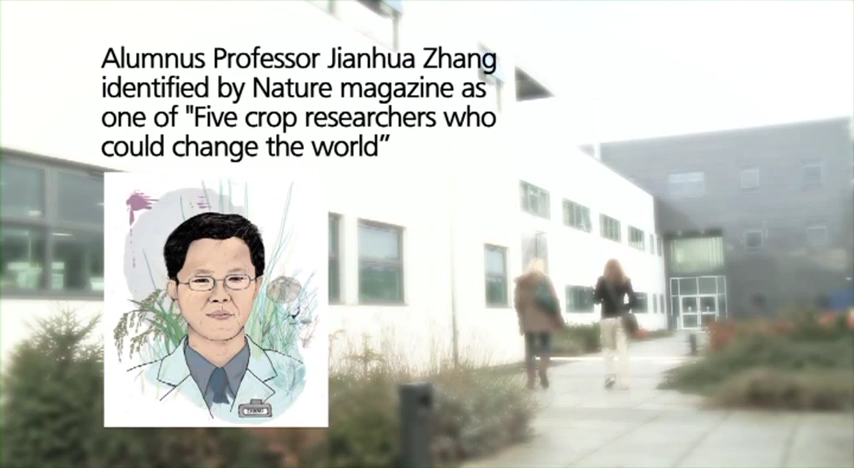 Alumnus Professor Jianhua Zhang
identified by Nature magazine as
one of "Five crop researchers who
could change the world”
ZHANG